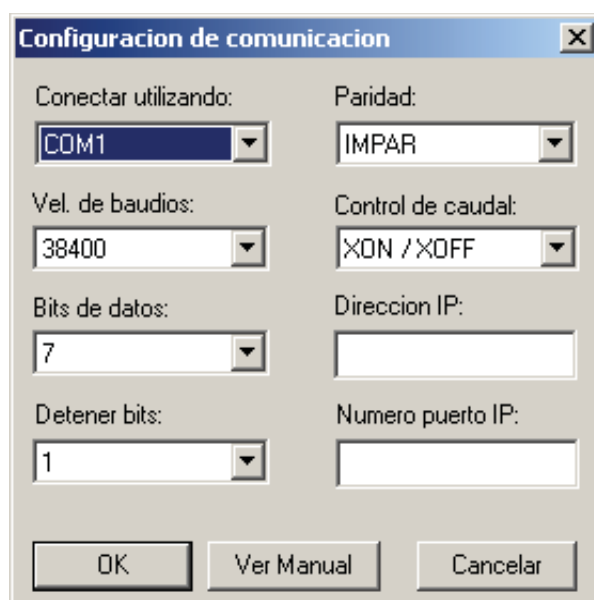 Configuracion de comunicacion
Conectar utilizando:
COM1
Paridad:
IMPAR
Vel. de baudios:
38400
Control de caudal:
XON / XOFF
Bits de datos:
7
Direccion IP:
Detener bits:
1
Numero puerto IP:
OK
Ver Manual
Cancelar